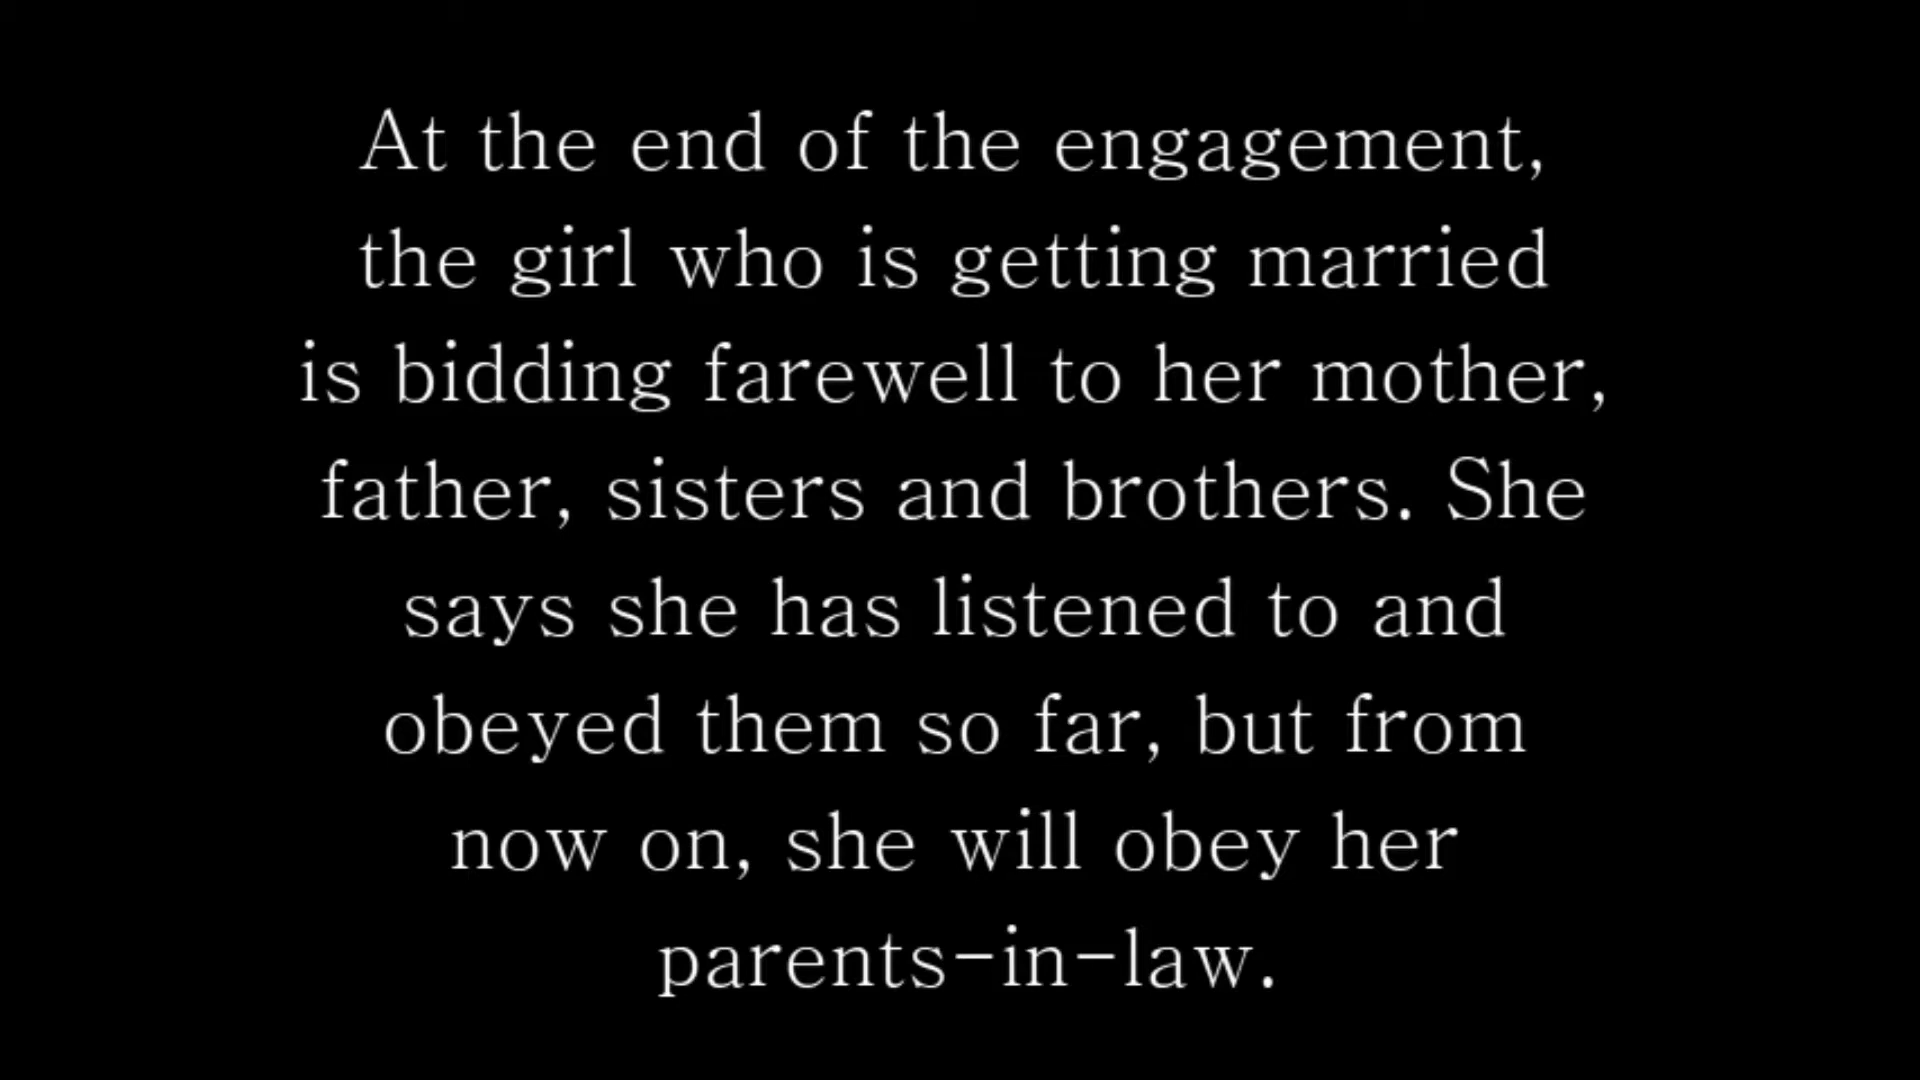 At the end of the engagement,
the girl who is getting married
is bidding farewell to her mother,
father, sisters and brothers. She
says she has listened to and
obeyed them so far, but from
now on, she will obey her
parents-in-law.